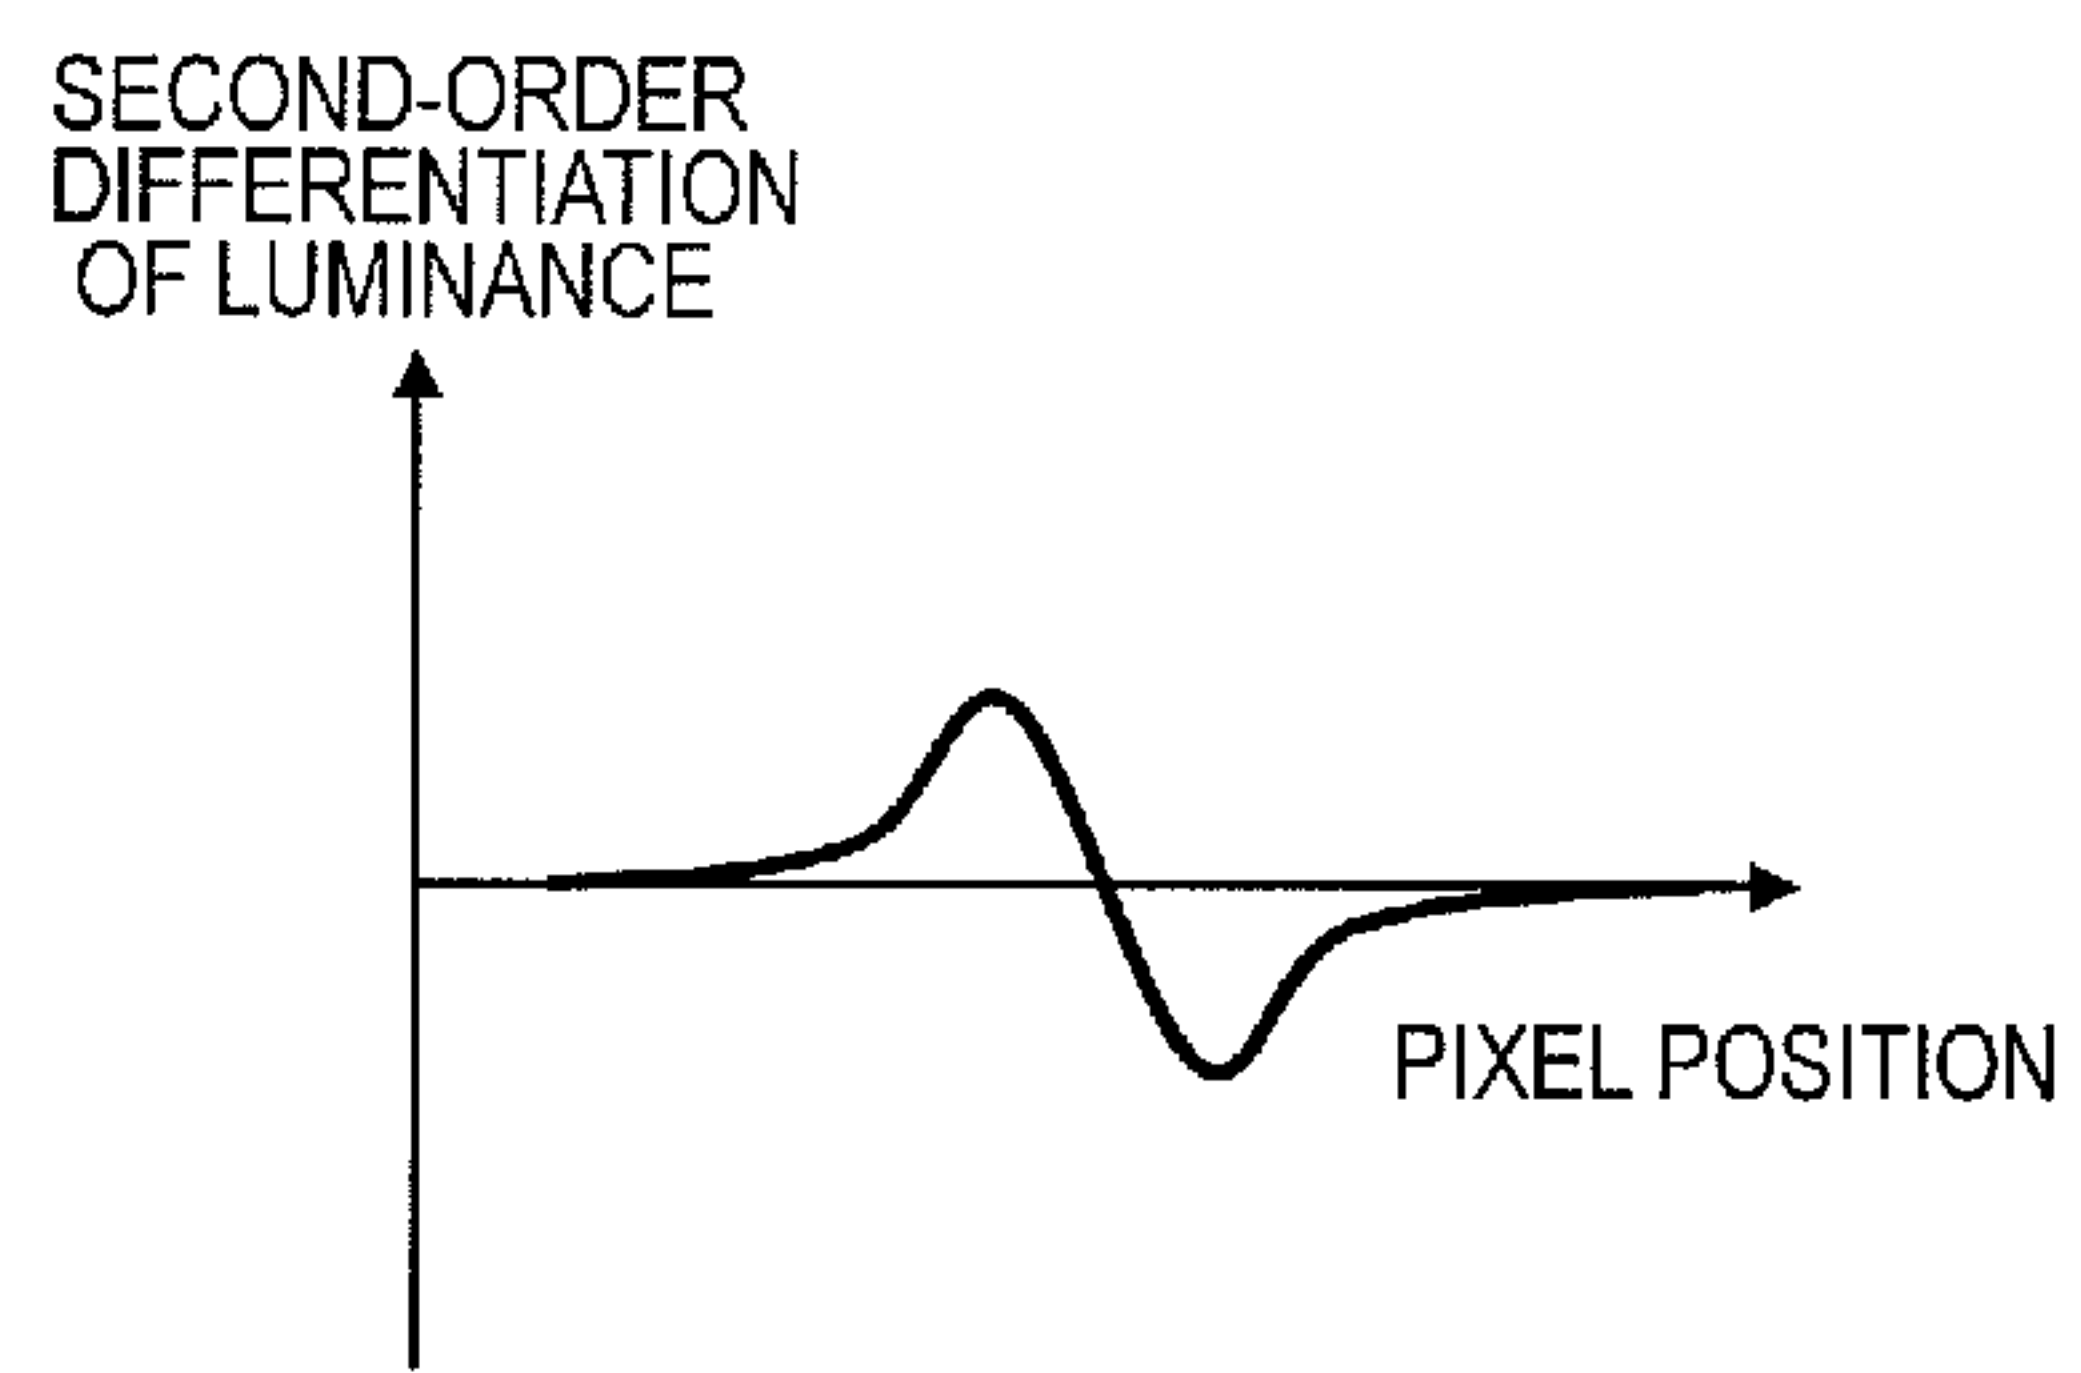 SECOND-ORDER
DIFFERENTIATION
OF LUMINANCE
PIXEL POSITION